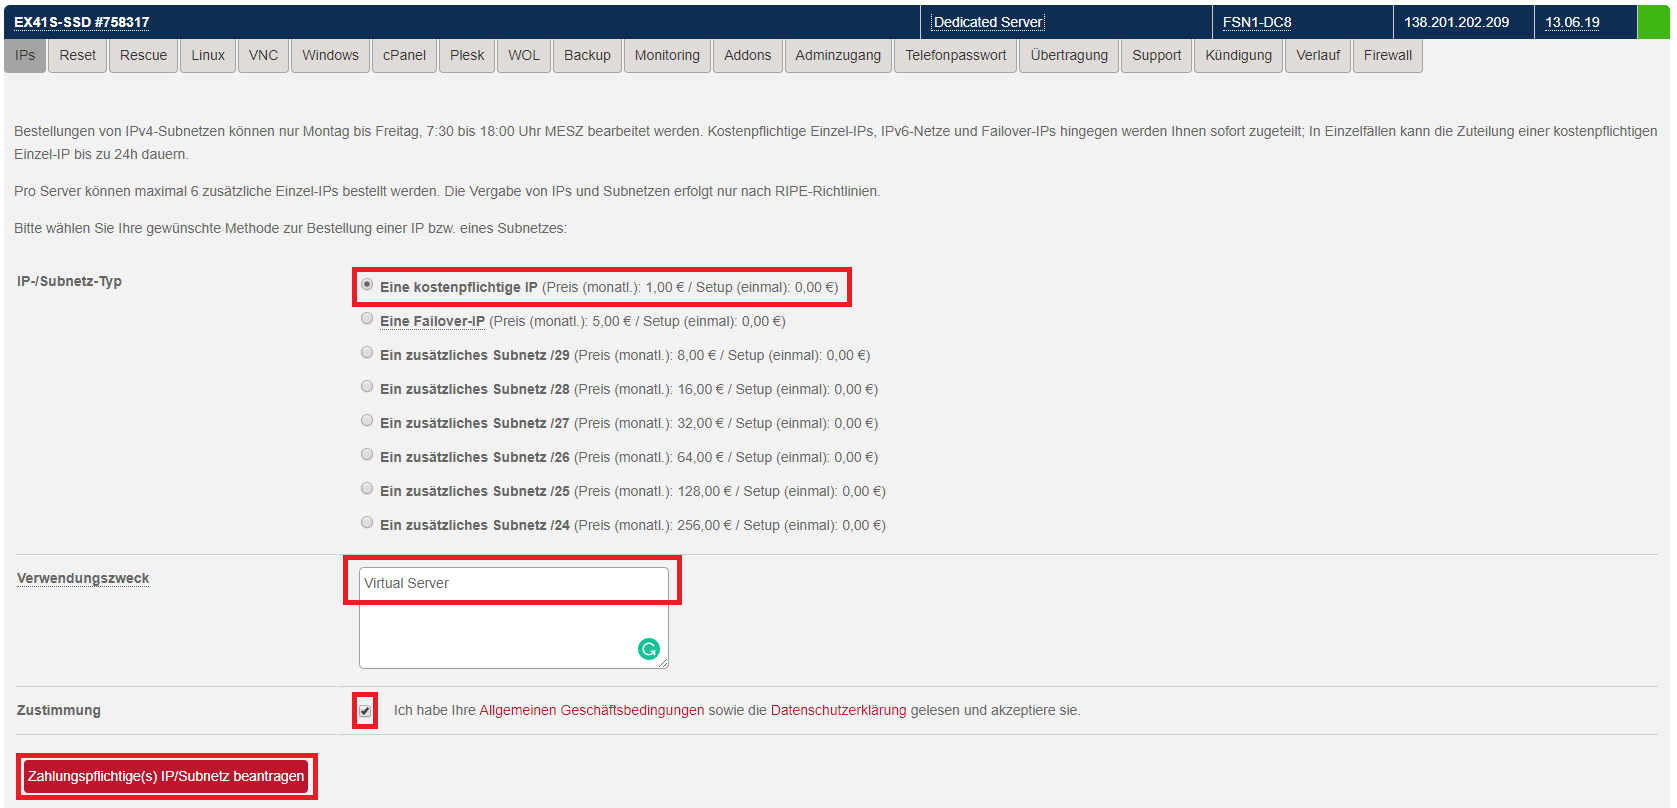 EX41S-SSD #758317 Dedicated Server FSN1-DC8 138.201.202.209 13.06.19
IPs Reset Rescue Linux VNC Windows cPanel Plesk WOL Backup Monitoring Addons Adminzugang Telefonpasswort Übertragung Support Kündigung Verlauf Firewall
Bestellungen von IPv4-Subnetzen können nur Montag bis Freitag, 7:30 bis 18:00 Uhr MESZ bearbeitet werden. Kostenpflichtige Einzel-IPs, IPv6-Netze und Failover-IPs hingegen werden Ihnen sofort zugeteilt; In Einzelfällen kann die Zuteilung einer kostenpflichtigen
Einzel-IP bis zu 24h dauern.
Pro Server können maximal 6 zusätzliche Einzel-IPs bestellt werden. Die Vergabe von IPs und Subnetzen erfolgt nur nach RIPE-Richtlinien.
Bitte wählen Sie Ihre gewünschte Methode zur Bestellung einer IP bzw. eines Subnetzes:
IP-/Subnetz-Typ
Eine kostenpflichtige IP (Preis (monatl.): 1,00 € / Setup (einmal): 0,00 €)
Eine Failover-IP (Preis (monatl.): 5,00 € / Setup (einmal): 0,00 €)
Ein zusätzliches Subnetz /29 (Preis (monatl.): 8,00 € / Setup (einmal): 0,00 €)
Ein zusätzliches Subnetz /28 (Preis (monatl.): 16,00 € / Setup (einmal): 0,00 €)
Ein zusätzliches Subnetz /27 (Preis (monatl.): 32,00 € / Setup (einmal): 0,00 €)
Ein zusätzliches Subnetz /26 (Preis (monatl.): 64,00 € / Setup (einmal): 0,00 €)
Ein zusätzliches Subnetz /25 (Preis (monatl.): 128,00 € / Setup (einmal): 0,00 €)
Ein zusätzliches Subnetz /24 (Preis (monatl.): 256,00 € / Setup (einmal): 0,00 €)
Verwendungszweck
Virtual Server
Zustimmung
Ich habe Ihre Allgemeinen Geschäftsbedingungen sowie die Datenschutzerklärung gelesen und akzeptiere sie.
Zahlungspflichtige(s) IP/Subnetz beantragen